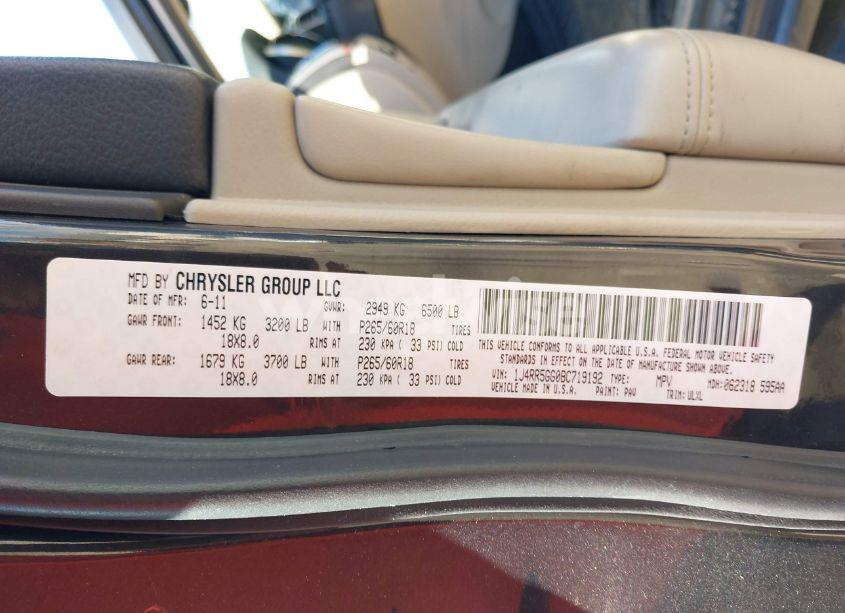 MFD BY CHRYSLER GROUP LLC
DATE OF MFR: 6-11 GVWR: 2949 KG 6500 LB
GAWR FRONT: 1452 KG 3200 LB WITH P265/60R18 TIRES
18X8.0 RIMS AT 230 KPA ( 33 PSI) COLD
GAWR REAR: 1679 KG 3700 LB WITH P265/60R18 TIRES
18X8.0 RIMS AT 230 KPA ( 33 PSI) COLD
THIS VEHICLE CONFORMS TO ALL APPLICABLE U.S.A. FEDERAL MOTOR VEHICLE SAFETY
STANDARDS IN EFFECT ON THE DATE OF MANUFACTURE SHOWN ABOVE.
VIN: 1J4RR5GG0BC719192 TYPE: MPV MDH: 062318 595AA
VEHICLE MADE IN U.S.A. PAINT: PAV TRIM: ULXL